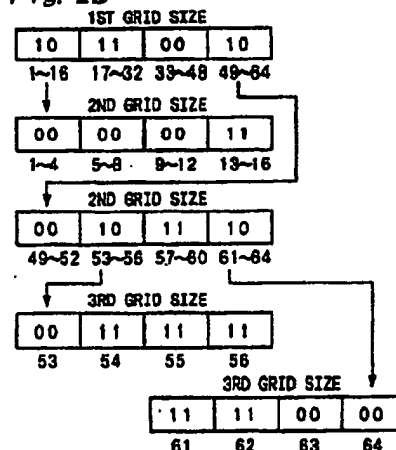 1ST GRID SIZE
10 11 00 10
1~16 17~32 33~48 49~64
2ND GRID SIZE
00 00 00 11
1~4 5~8 9~12 13~16
2ND GRID SIZE
00 10 11 10
49~52 53~56 57~60 61~64
3RD GRID SIZE
00 11 11 11
53 54 55 56
3RD GRID SIZE
11 11 00 00
61 62 63 64